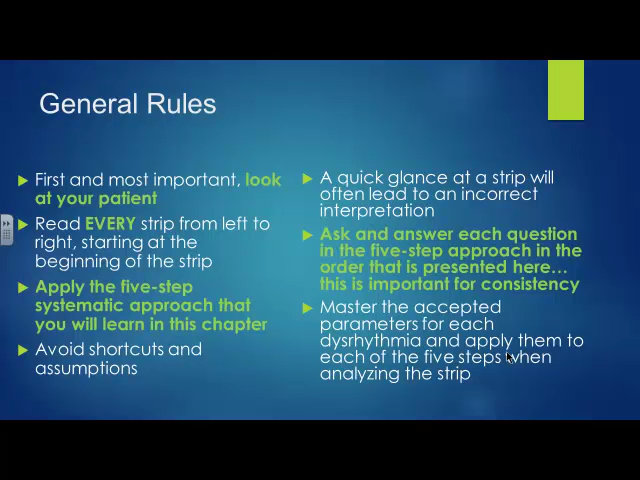 General Rules
First and most important, look
at your patient
Read EVERY strip from left to
right, starting at the
beginning of the strip
Apply the five-step
systematic approach that
you will learn in this chapter
Avoid shortcuts and
assumptions
A quick glance at a strip will
often lead to an incorrect
interpretation
Ask and answer each question
in the five-step approach in the
order that is presented here…
this is important for consistency
Master the accepted
parameters for each
dysrhythmia and apply them to
each of the five steps when
analyzing the strip